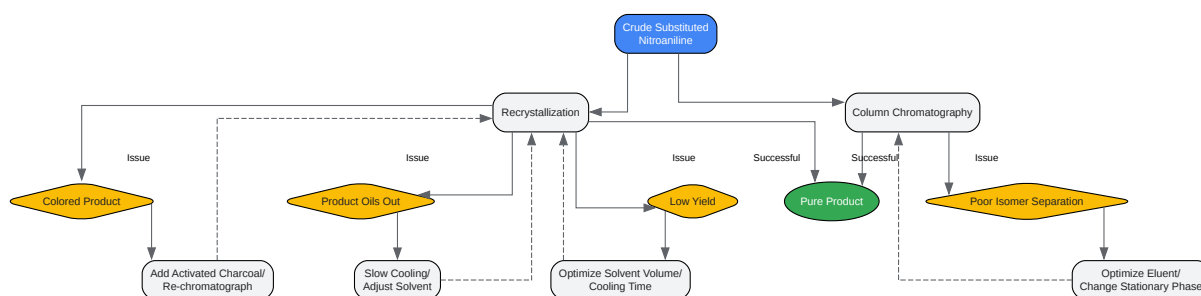 Crude Substituted
Nitroaniline
Recrystallization
Column Chromatography
Issue
Issue
Issue
Successful
Successful
Issue
Colored Product
Product Oils Out
Low Yield
Pure Product
Poor Isomer Separation
Add Activated Charcoal/
Re-chromatograph
Slow Cooling/
Adjust Solvent
Optimize Solvent Volume/
Cooling Time
Optimize Eluent/
Change Stationary Phase